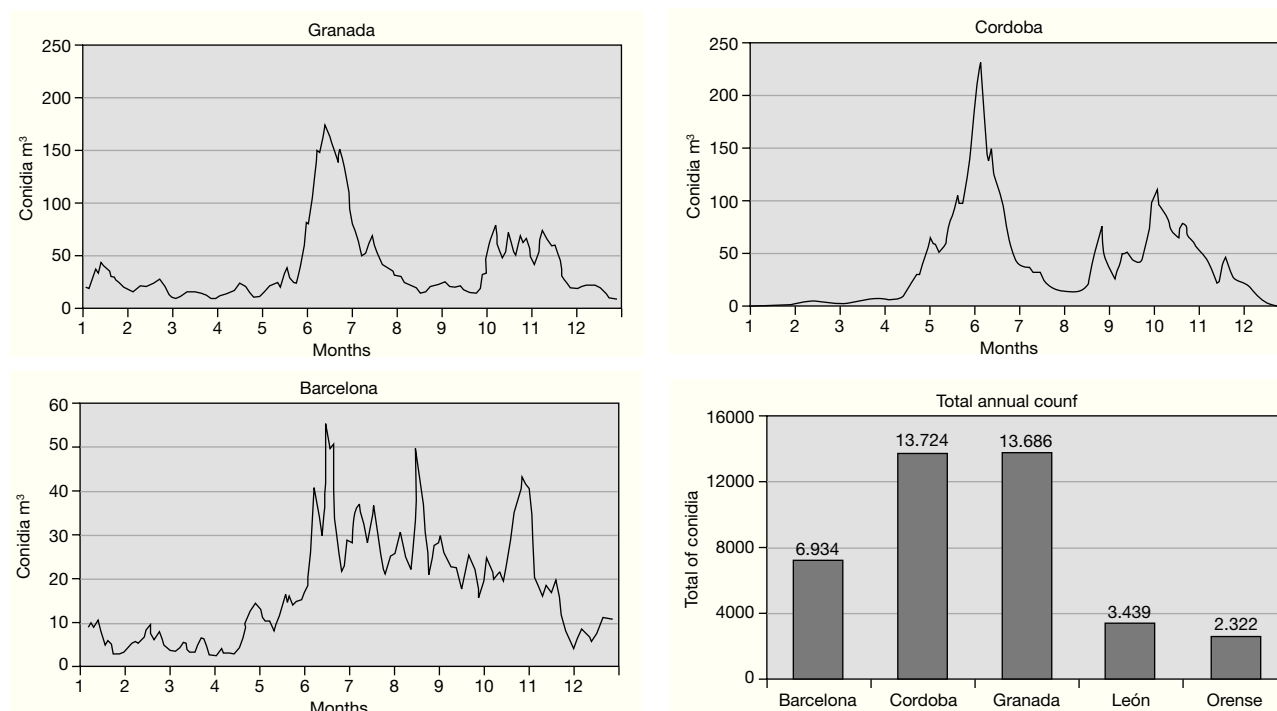 Granada
250
200
150
100
50
0
Conidia m³
1 2 3 4 5 6 7 8 9 10 11 12
Months
Cordoba
250
200
150
100
50
0
Conidia m³
1 2 3 4 5 6 7 8 9 10 11 12
Months
Barcelona
60
50
40
30
20
10
0
Conidia m³
1 2 3 4 5 6 7 8 9 10 11 12
Months
Total annual counf
16000
12000
8000
4000
0
Total of conidia
6.934
13.724
13.686
3.439
2.322
Barcelona Cordoba Granada León Orense